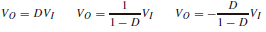 V_O = DV_I    V_O = \frac{1}{1 - D}V_I    V_O = -\frac{D}{1 - D}V_I